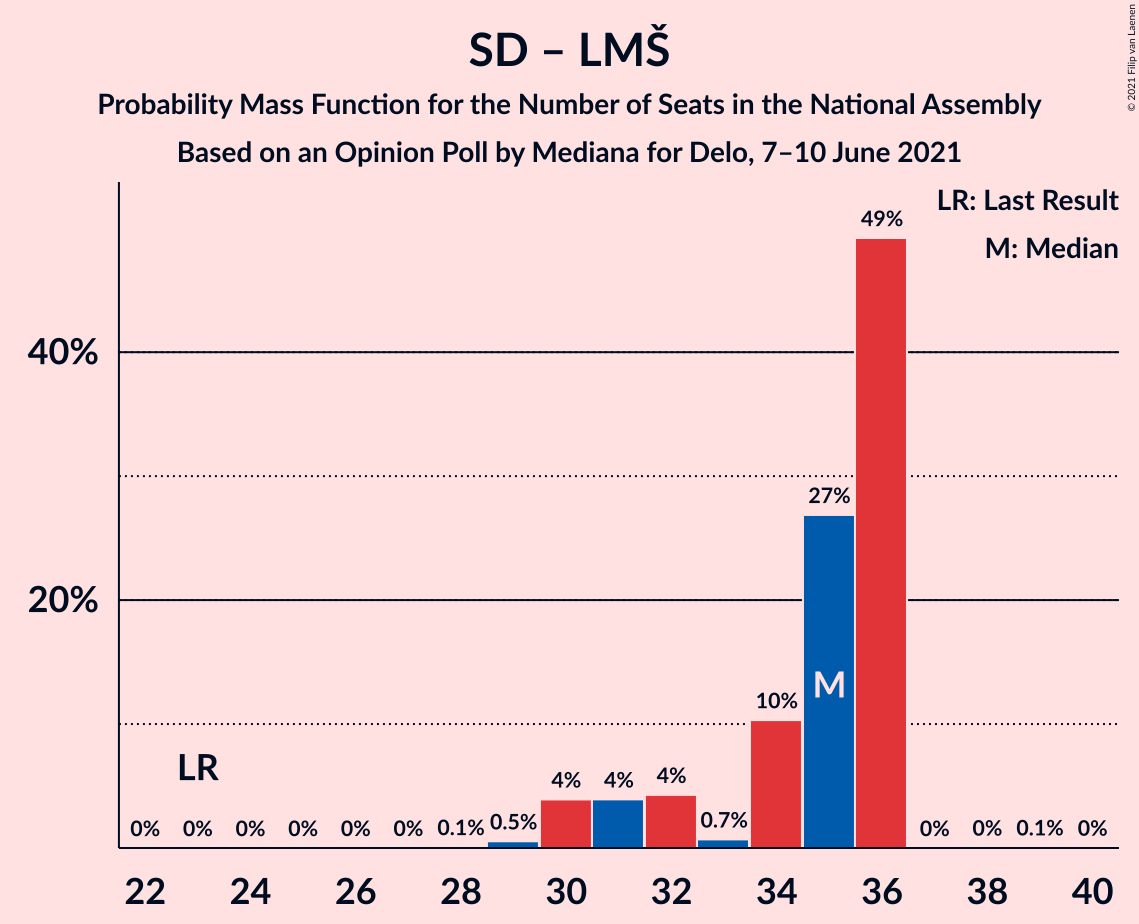 SD – LMŠ
Probability Mass Function for the Number of Seats in the National Assembly
Based on an Opinion Poll by Mediana for Delo, 7–10 June 2021
© 2021 Filip van Laenen
LR: Last Result
M: Median
49%
40%
27%
20%
M
10%
LR
4% 4% 4%
0% 0% 0% 0% 0% 0% 0.1% 0.5% 0.7% 0% 0% 0.1% 0%
22 24 26 28 30 32 34 36 38 40